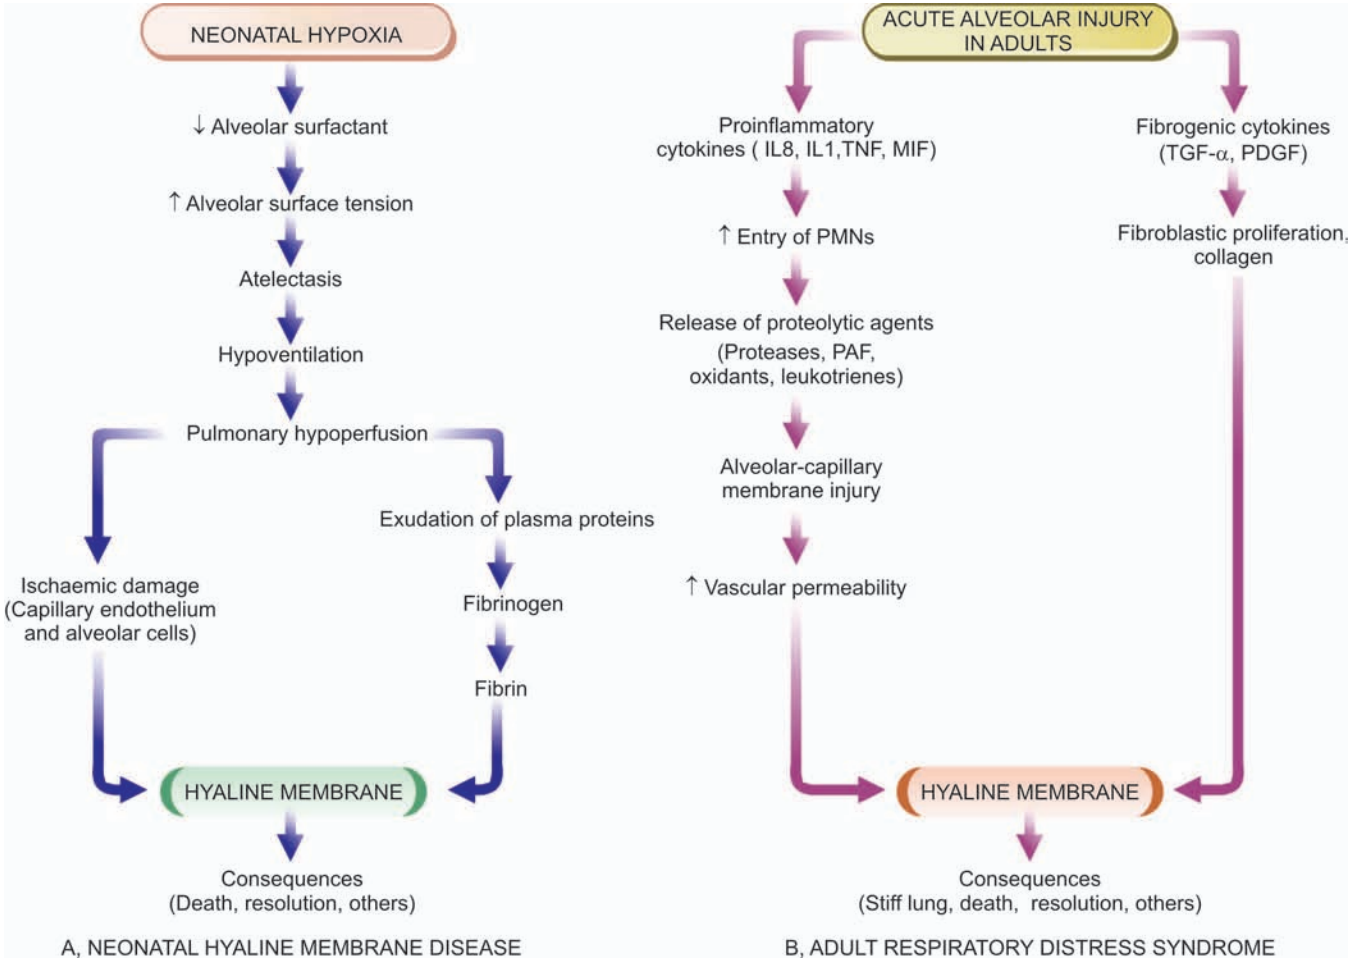 NEONATAL HYPOXIA
↓ Alveolar surfactant
↑ Alveolar surface tension
Atelectasis
Hypoventilation
Pulmonary hypoperfusion
Ischaemic damage
(Capillary endothelium
and alveolar cells)
Exudation of plasma proteins
Fibrinogen
Fibrin
HYALINE MEMBRANE
Consequences
(Death, resolution, others)
A, NEONATAL HYALINE MEMBRANE DISEASE
ACUTE ALVEOLAR INJURY
IN ADULTS
Proinflammatory
cytokines ( IL8, IL1,TNF, MIF)
↑ Entry of PMNs
Release of proteolytic agents
(Proteases, PAF,
oxidants, leukotrienes)
Alveolar-capillary
membrane injury
↑ Vascular permeability
Fibrogenic cytokines
(TGF-α, PDGF)
Fibroblastic proliferation,
collagen
HYALINE MEMBRANE
Consequences
(Stiff lung, death, resolution, others)
B, ADULT RESPIRATORY DISTRESS SYNDROME